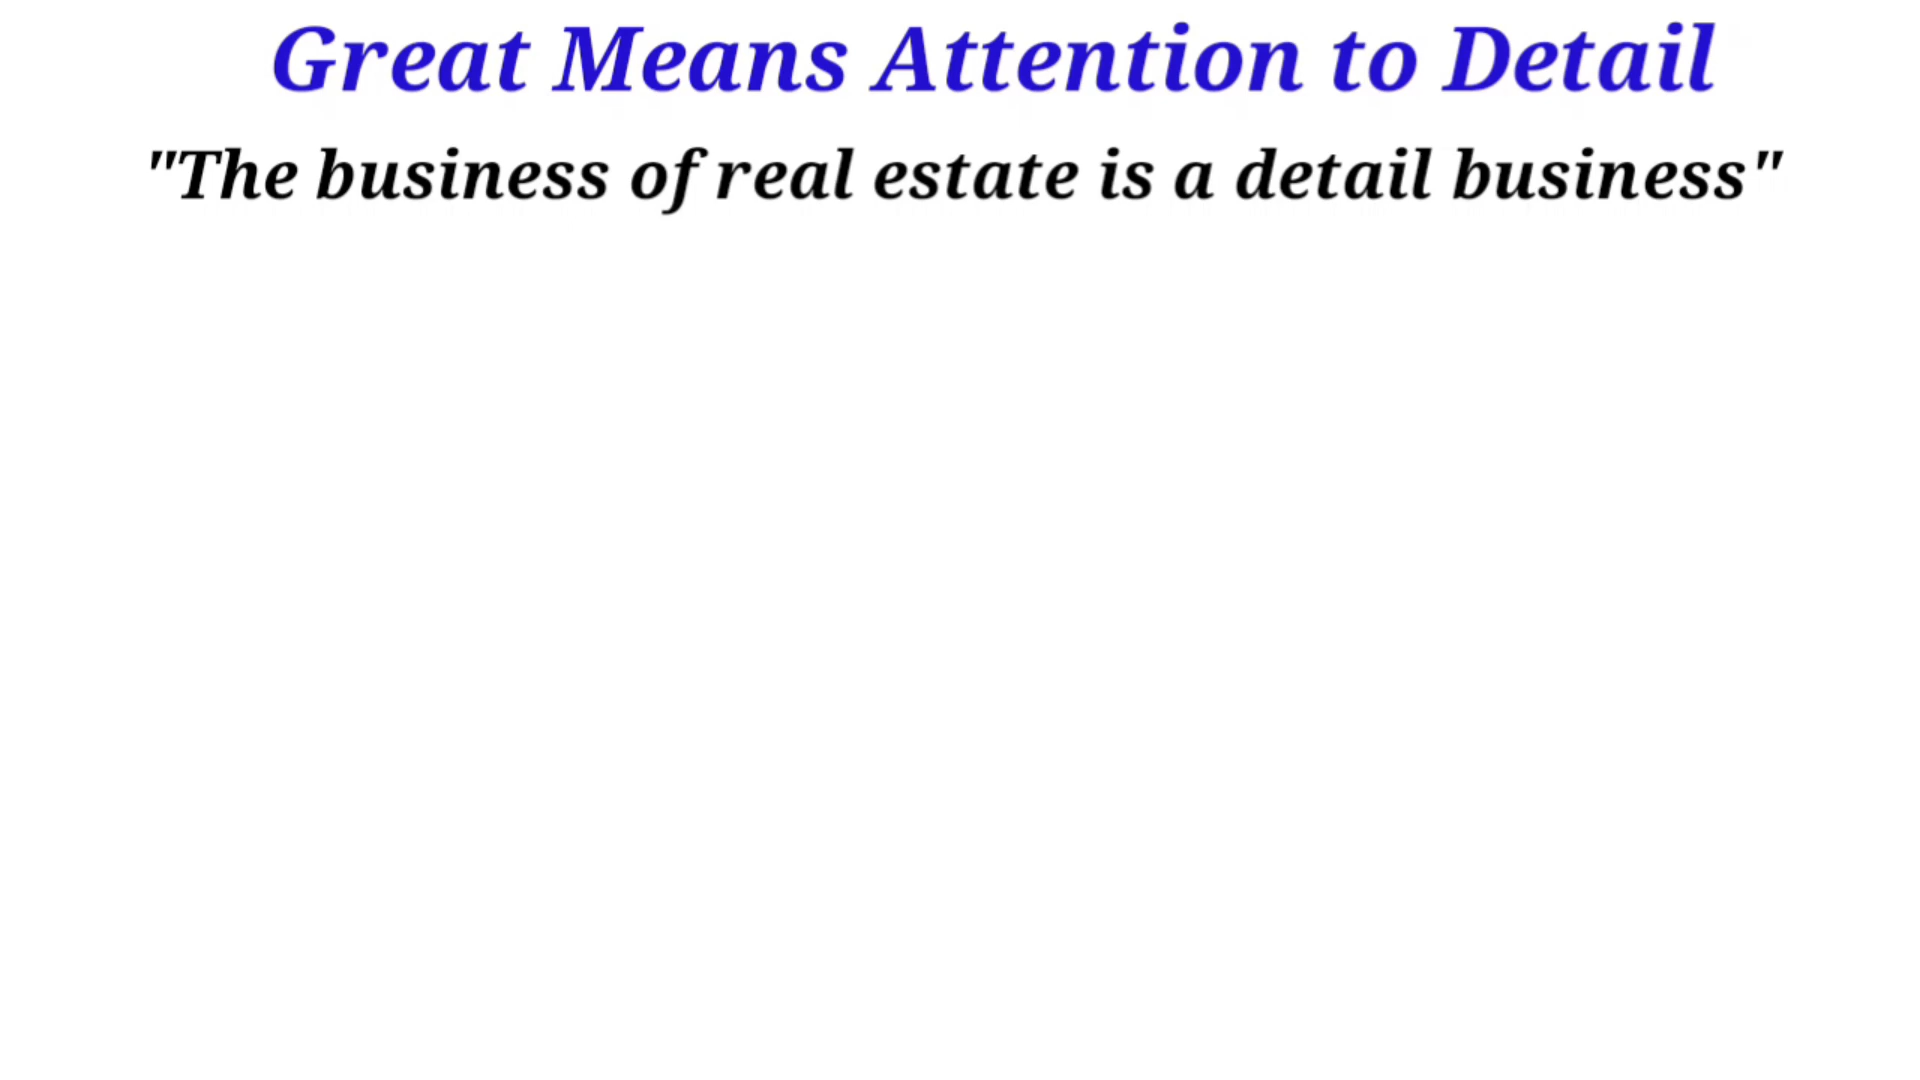 Great Means Attention to Detail
"The business of real estate is a detail business"